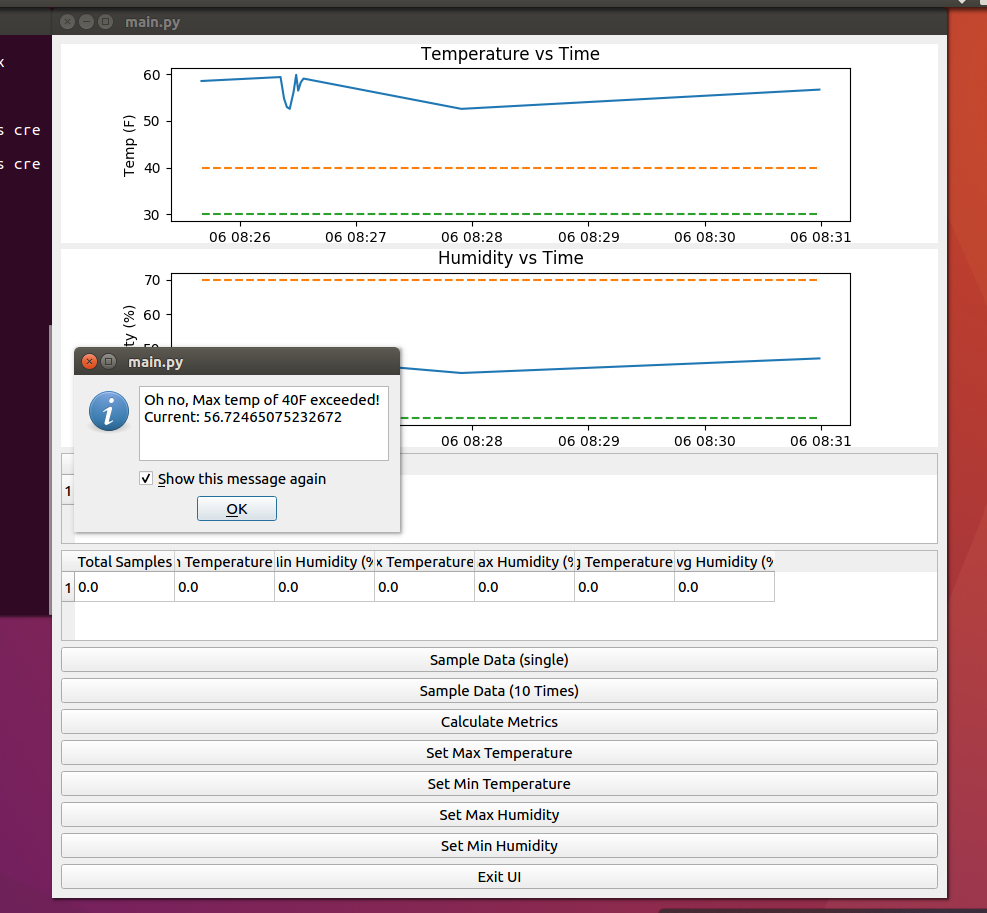 main.py
x
s cre
s cre
Temperature vs Time
Temp (F)
60
50
40
30
06 08:26 06 08:27 06 08:28 06 08:29 06 08:30 06 08:31
Humidity vs Time
ty (%)
70
60
06 08:28 06 08:29 06 08:30 06 08:31
main.py
Oh no, Max temp of 40F exceeded!
Current: 56.72465075232672
Show this message again
OK
1
Total Samples n Temperature in Humidity (% x Temperature ax Humidity (% g Temperature vg Humidity (%
1 0.0 0.0 0.0 0.0 0.0 0.0 0.0
Sample Data (single)
Sample Data (10 Times)
Calculate Metrics
Set Max Temperature
Set Min Temperature
Set Max Humidity
Set Min Humidity
Exit UI